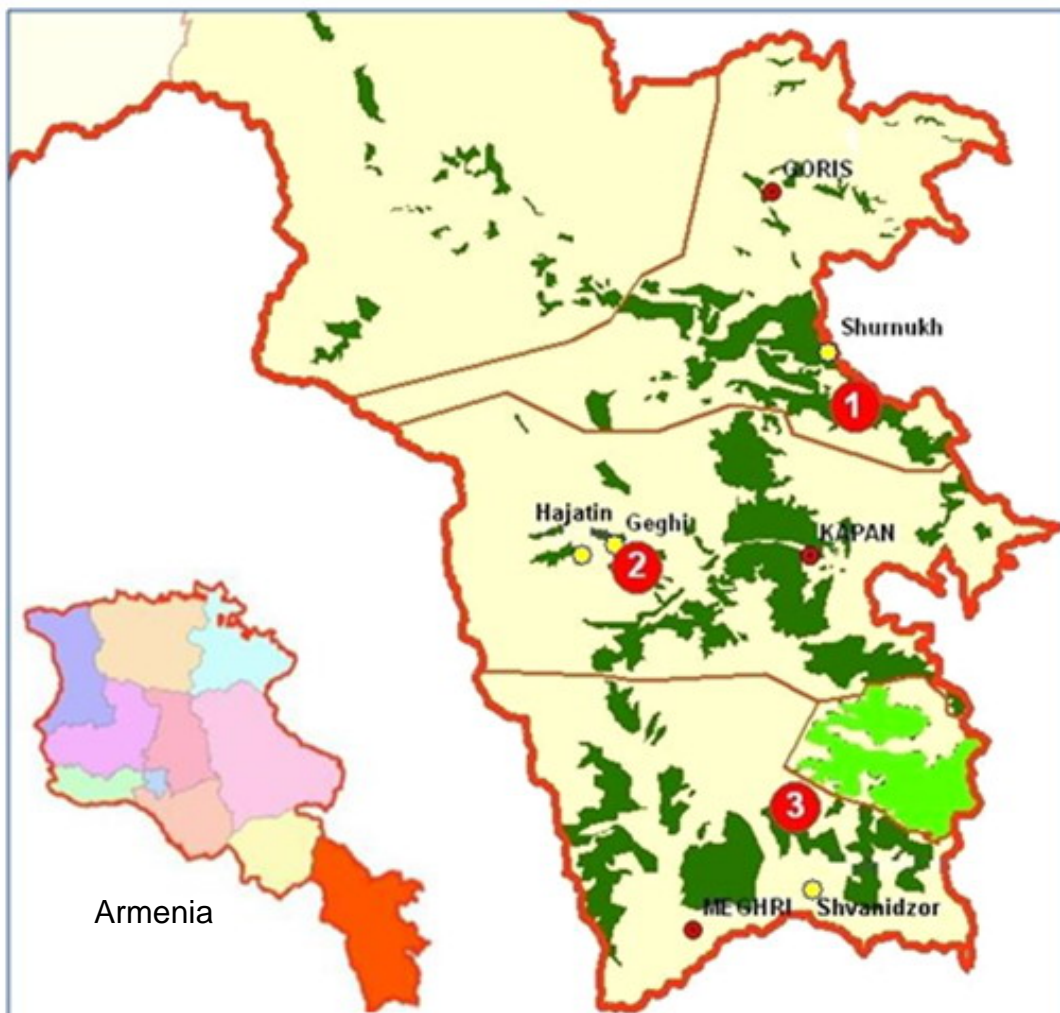 GORIS
Shurnukh
1
Hajatin
Geghi
2
KAPAN
3
MEGHRI
Shvanidzor
Armenia